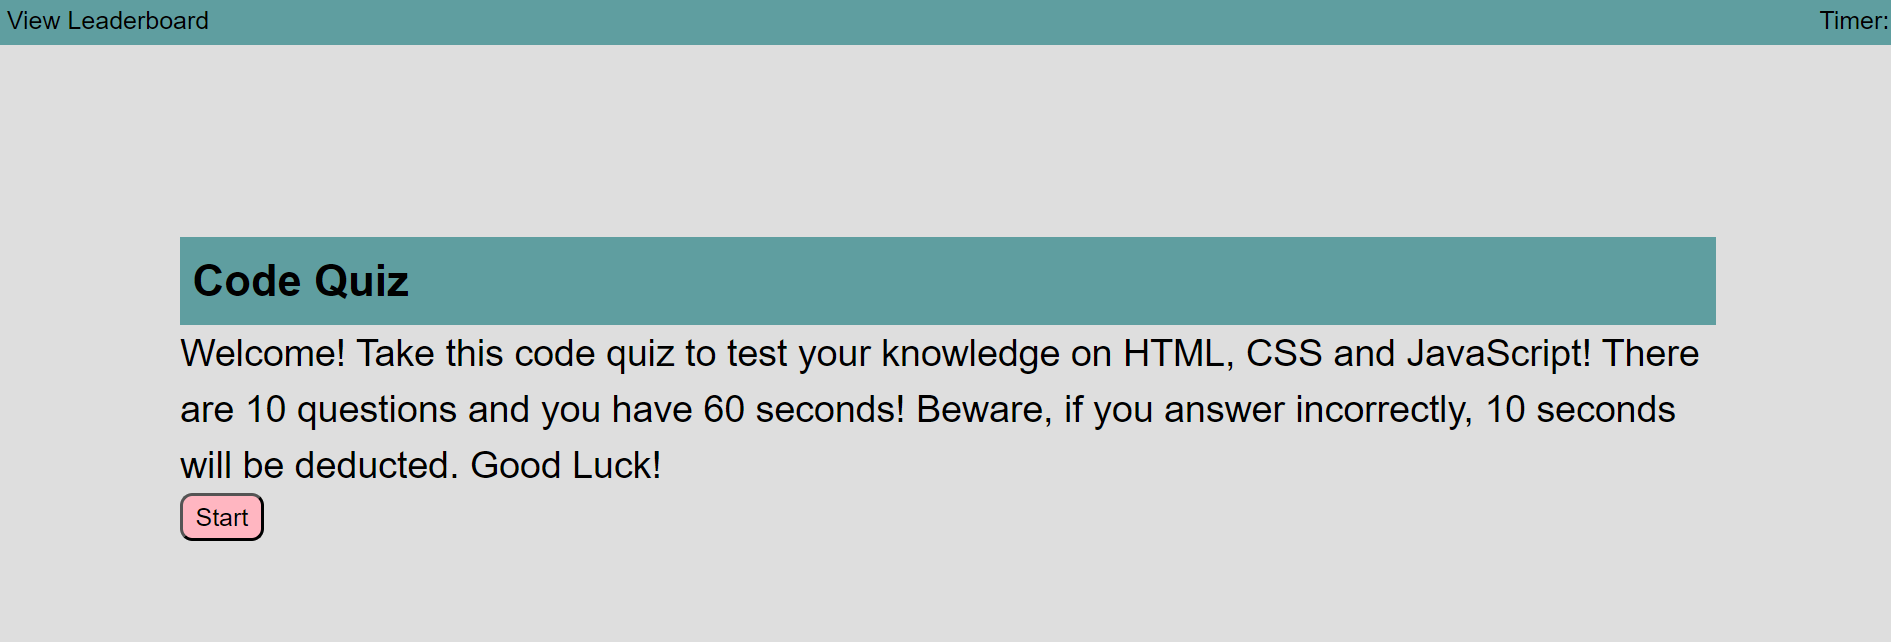 View Leaderboard
Timer:
Code Quiz
Welcome! Take this code quiz to test your knowledge on HTML, CSS and JavaScript! There
are 10 questions and you have 60 seconds! Beware, if you answer incorrectly, 10 seconds
will be deducted. Good Luck!
Start